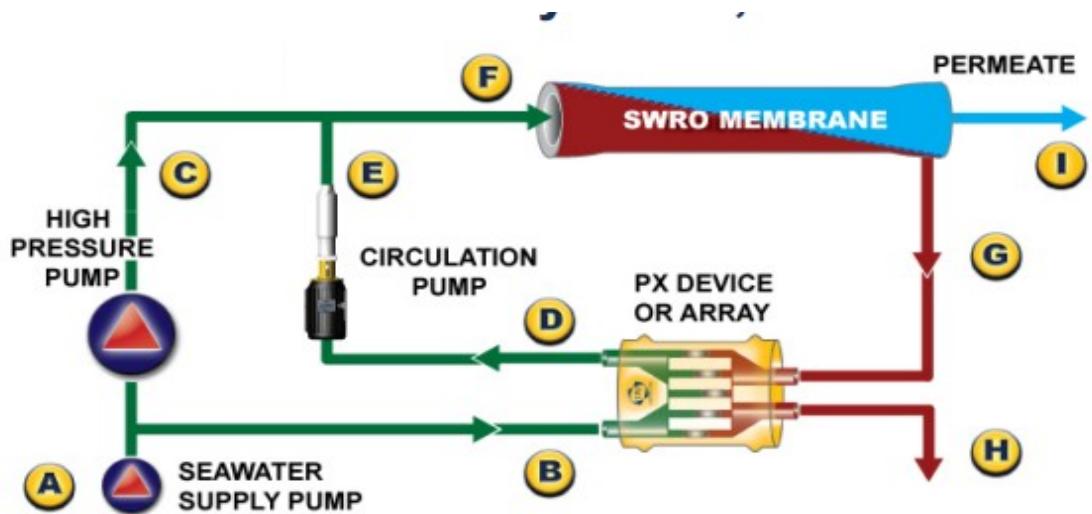 F
PERMEATE
SWRO MEMBRANE
C
E
I
HIGH
PRESSURE
PUMP
CIRCULATION
PUMP
G
PX DEVICE
OR ARRAY
D
A
SEAWATER
SUPPLY PUMP
B
H